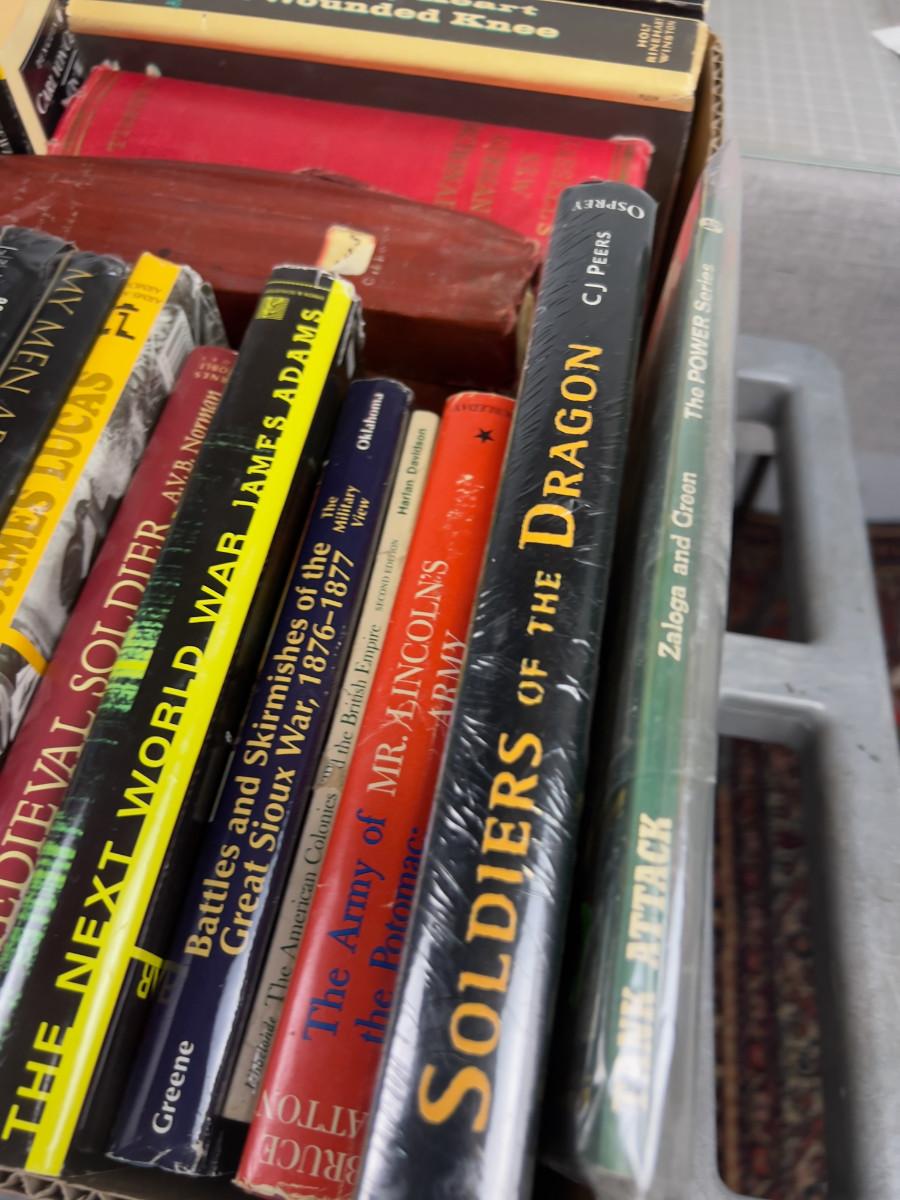 Heart
Wounded Knee
HOLT
RINEHART
WINSTON
MY MEN A
JAMES LUCAS
MEDIEVAL SOLDIER
A.V.B. Norman
THE NEXT WORLD WAR JAMES ADAMS
Greene
Battles and Skirmishes of the
Great Sioux War, 1876–1877
The
Military
View
Oklahoma
The American Colonies and the British Empire
SECOND EDITION
Harlan Davidson
BRUCE
CATTON
The Army of
the Potomac:
MR. LINCOLN'S
ARMY
SOLDIERS OF THE DRAGON
CJ PEERS
OSPREY
TANK ATTACK
Zaloga and Green
The POWER Series